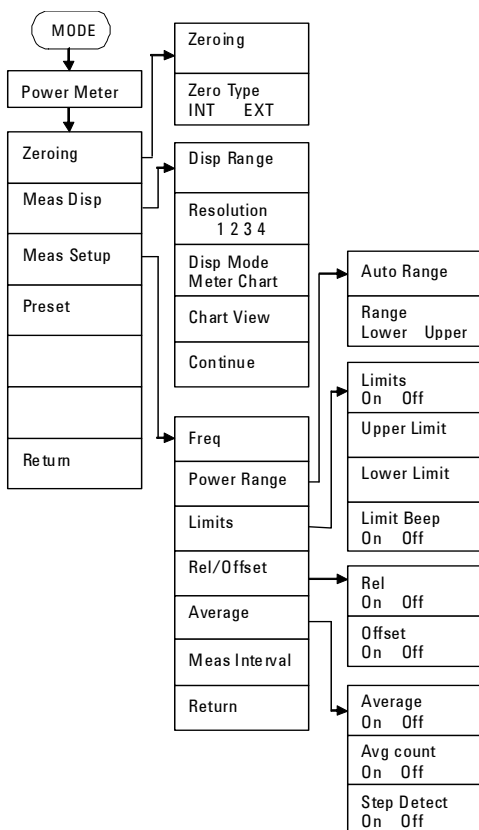 MODE
Power Meter
Zeroing
Meas Disp
Meas Setup
Preset
Return
Zeroing
Zero Type
INT EXT
Disp Range
Resolution
1 2 3 4
Disp Mode
Meter Chart
Chart View
Continue
Freq
Power Range
Limits
Rel/Offset
Average
Meas Interval
Return
Auto Range
Range
Lower Upper
Limits
On Off
Upper Limit
Lower Limit
Limit Beep
On Off
Rel
On Off
Offset
On Off
Average
On Off
Avg count
On Off
Step Detect
On Off